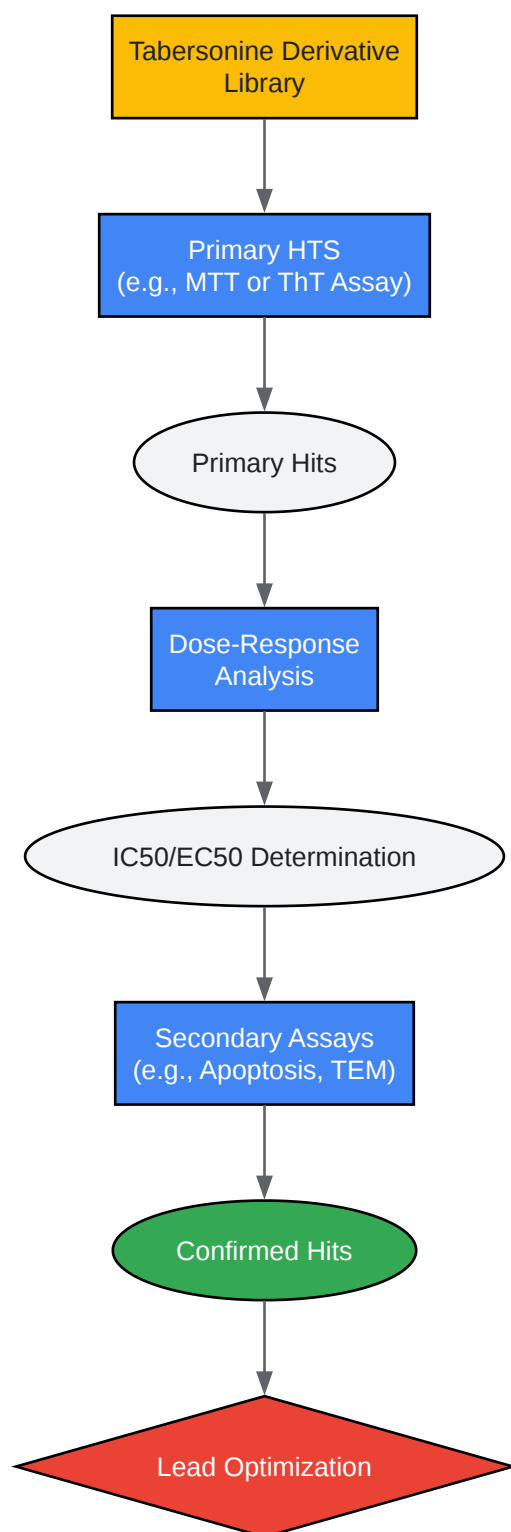 Tabersonine Derivative
Library
Primary HTS
(e.g., MTT or ThT Assay)
Primary Hits
Dose-Response
Analysis
IC50/EC50 Determination
Secondary Assays
(e.g., Apoptosis, TEM)
Confirmed Hits
Lead Optimization